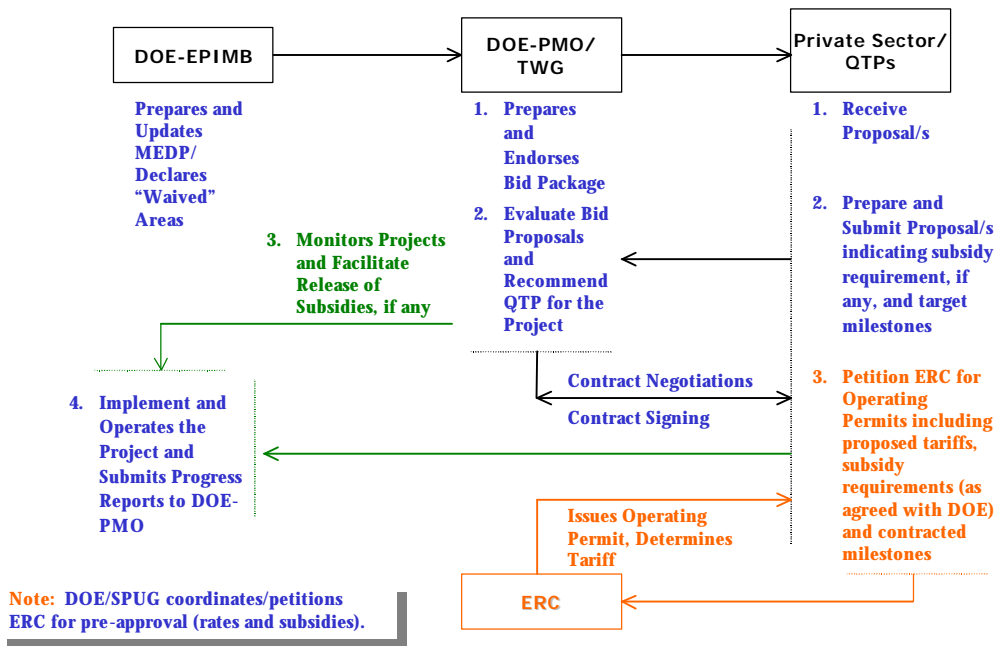 DOE-EPIMB
DOE-PMO/
TWG
Private Sector/
QTPs
Prepares and
Updates
MEDP/
Declares
“Waived”
Areas
1. Prepares
and
Endorses
Bid Package
2. Evaluate Bid
Proposals
and
Recommend
QTP for the
Project
1. Receive
Proposal/s
2. Prepare and
Submit Proposal/s
indicating subsidy
requirement, if
any, and target
milestones
3. Monitors Projects
and Facilitate
Release of
Subsidies, if any
Contract Negotiations
Contract Signing
3. Petition ERC for
Operating
Permits including
proposed tariffs,
subsidy
requirements (as
agreed with DOE)
and contracted
milestones
4. Implement and
Operates the
Project and
Submits Progress
Reports to DOE-
PMO
Issues Operating
Permit, Determines
Tariff
ERC
Note: DOE/SPUG coordinates/petitions
ERC for pre-approval (rates and subsidies).